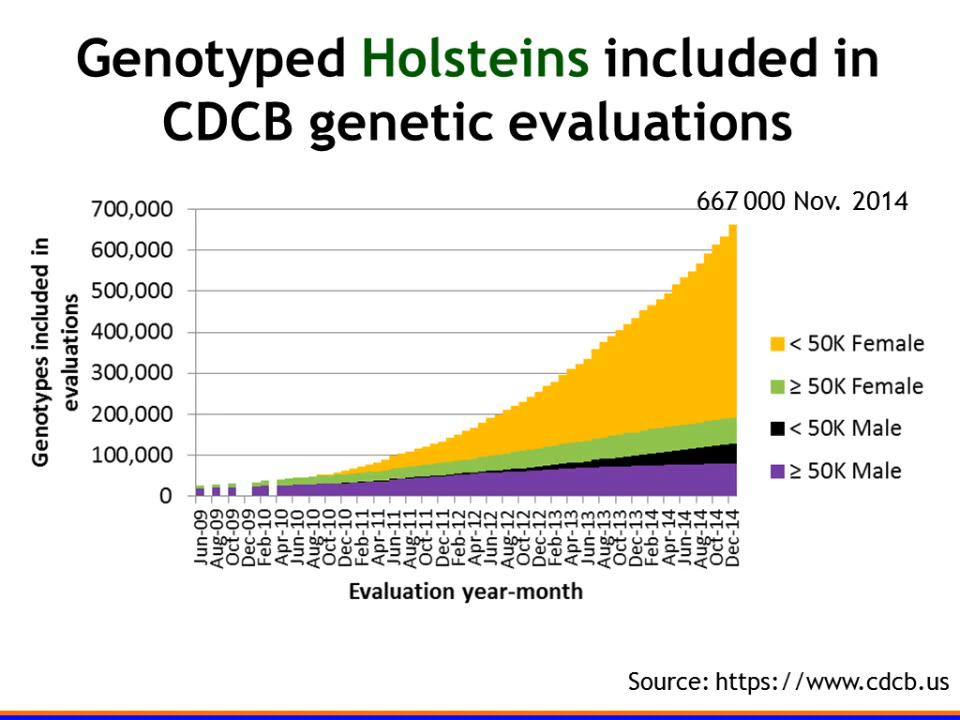 Genotyped Holsteins included in
CDCB genetic evaluations
667 000 Nov. 2014
700,000
600,000
500,000
400,000
300,000
200,000
100,000
0
Genotypes included in
evaluations
< 50K Female
≥ 50K Female
< 50K Male
≥ 50K Male
Jun-09
Aug-09
Oct-09
Dec-09
Feb-10
Apr-10
Jun-10
Aug-10
Oct-10
Dec-10
Feb-11
Apr-11
Jun-11
Aug-11
Oct-11
Dec-11
Feb-12
Apr-12
Jun-12
Aug-12
Oct-12
Dec-12
Feb-13
Apr-13
Jun-13
Aug-13
Oct-13
Dec-13
Feb-14
Apr-14
Jun-14
Aug-14
Oct-14
Dec-14
Evaluation year-month
Source: https://www.cdcb.us